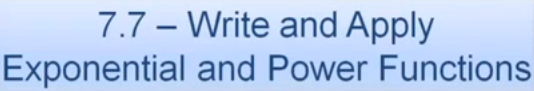 7.7 – Write and Apply
Exponential and Power Functions